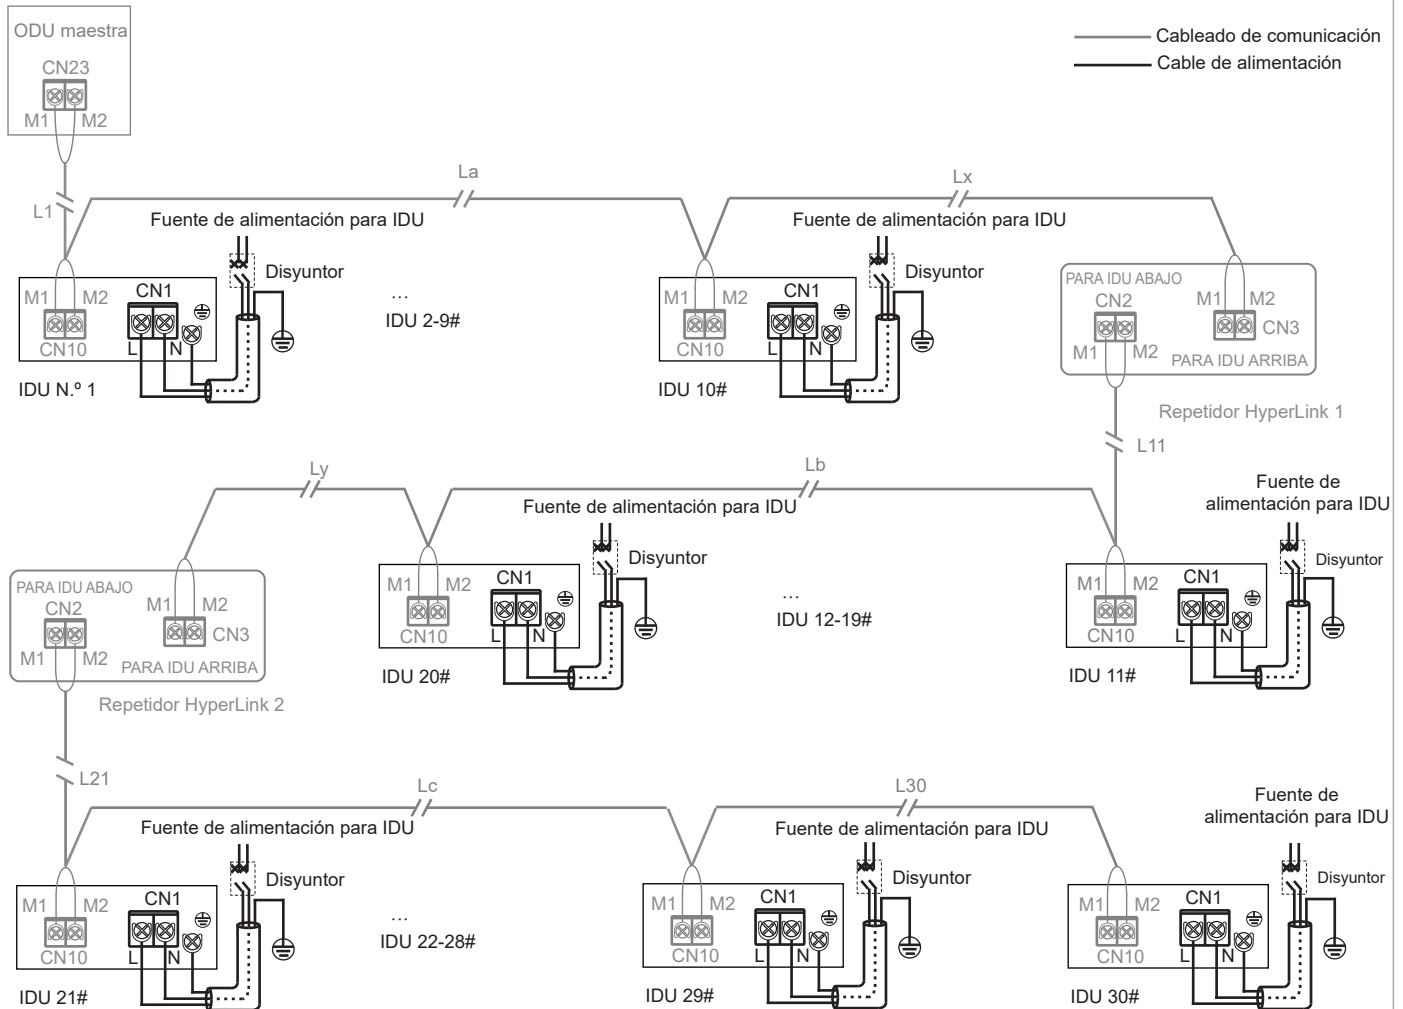 ODU maestra
CN23
M1 M2
Cableado de comunicación
Cable de alimentación
L1
La
Lx
Fuente de alimentación para IDU
Disyuntor
M1 M2
CN10
CN1
L N
IDU N.º 1
...
IDU 2-9#
Fuente de alimentación para IDU
Disyuntor
M1 M2
CN10
CN1
L N
IDU 10#
PARA IDU ABAJO
CN2
M1 M2
M1 M2
CN3
PARA IDU ARRIBA
Repetidor HyperLink 1
L11
Ly
Lb
PARA IDU ABAJO
CN2
M1 M2
M1 M2
CN3
PARA IDU ARRIBA
Repetidor HyperLink 2
Fuente de alimentación para IDU
Disyuntor
M1 M2
CN10
CN1
L N
IDU 20#
...
IDU 12-19#
Fuente de
alimentación para IDU
Disyuntor
M1 M2
CN10
CN1
L N
IDU 11#
L21
Lc
L30
Fuente de alimentación para IDU
Disyuntor
M1 M2
CN10
CN1
L N
IDU 21#
...
IDU 22-28#
Fuente de alimentación para IDU
Disyuntor
M1 M2
CN10
CN1
L N
IDU 29#
Fuente de
alimentación para IDU
Disyuntor
M1 M2
CN10
CN1
L N
IDU 30#